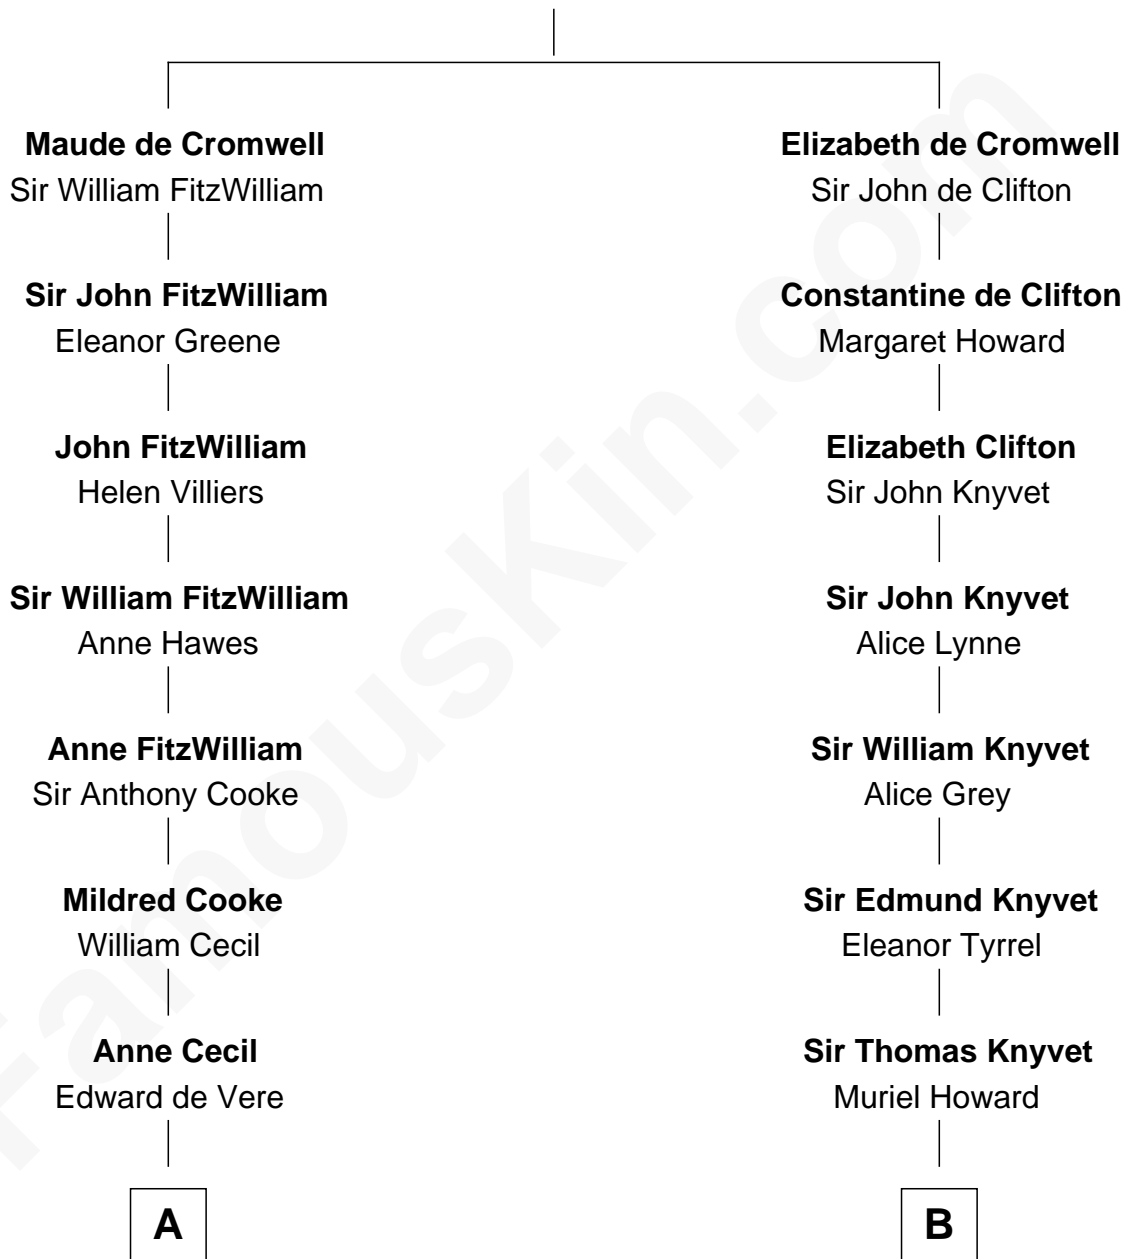 Maude de Cromwell
Sir William FitzWilliam
Sir John FitzWilliam
Eleanor Greene
John FitzWilliam
Helen Villiers
Sir William FitzWilliam
Anne Hawes
Anne FitzWilliam
Sir Anthony Cooke
Mildred Cooke
William Cecil
Anne Cecil
Edward de Vere
A
Elizabeth de Cromwell
Sir John de Clifton
Constantine de Clifton
Margaret Howard
Elizabeth Clifton
Sir John Knyvet
Sir John Knyvet
Alice Lynne
Sir William Knyvet
Alice Grey
Sir Edmund Knyvet
Eleanor Tyrrel
Sir Thomas Knyvet
Muriel Howard
B
FamousKin.com